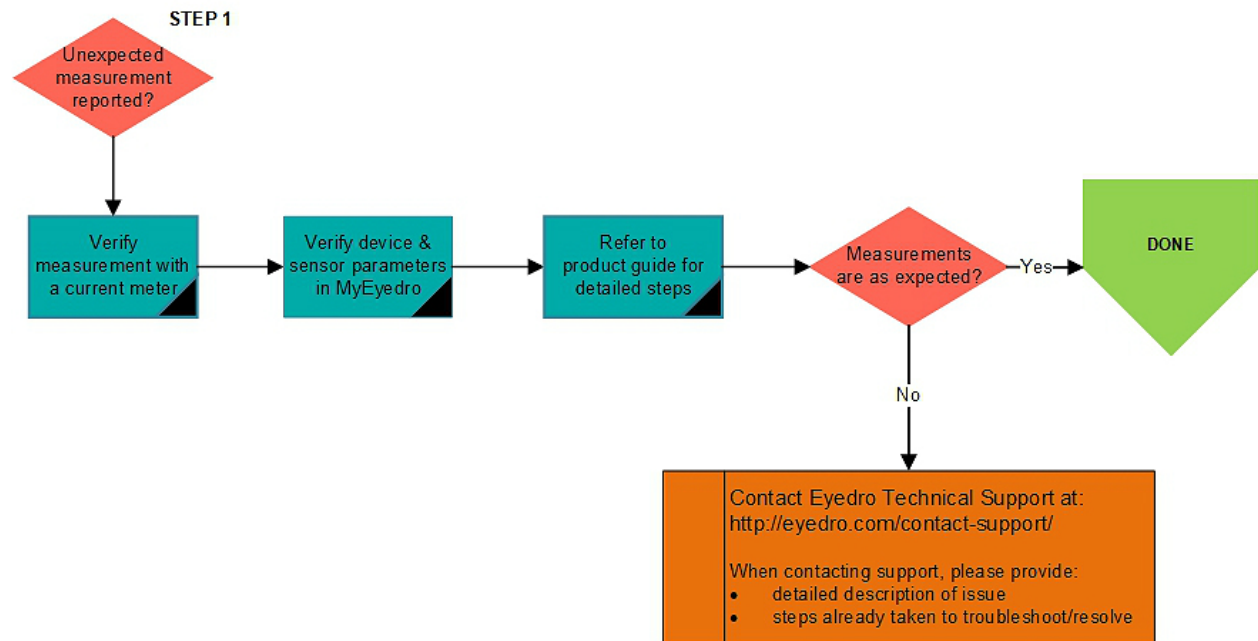 STEP 1
Unexpected
measurement
reported?
Verify
measurement with
a current meter
Verify device &
sensor parameters
in MyEyedro
Refer to
product guide for
detailed steps
Measurements
are as expected?
Yes
DONE
No
Contact Eyedro Technical Support at:
http://eyedro.com/contact-support/
When contacting support, please provide:
• detailed description of issue
• steps already taken to troubleshoot/resolve